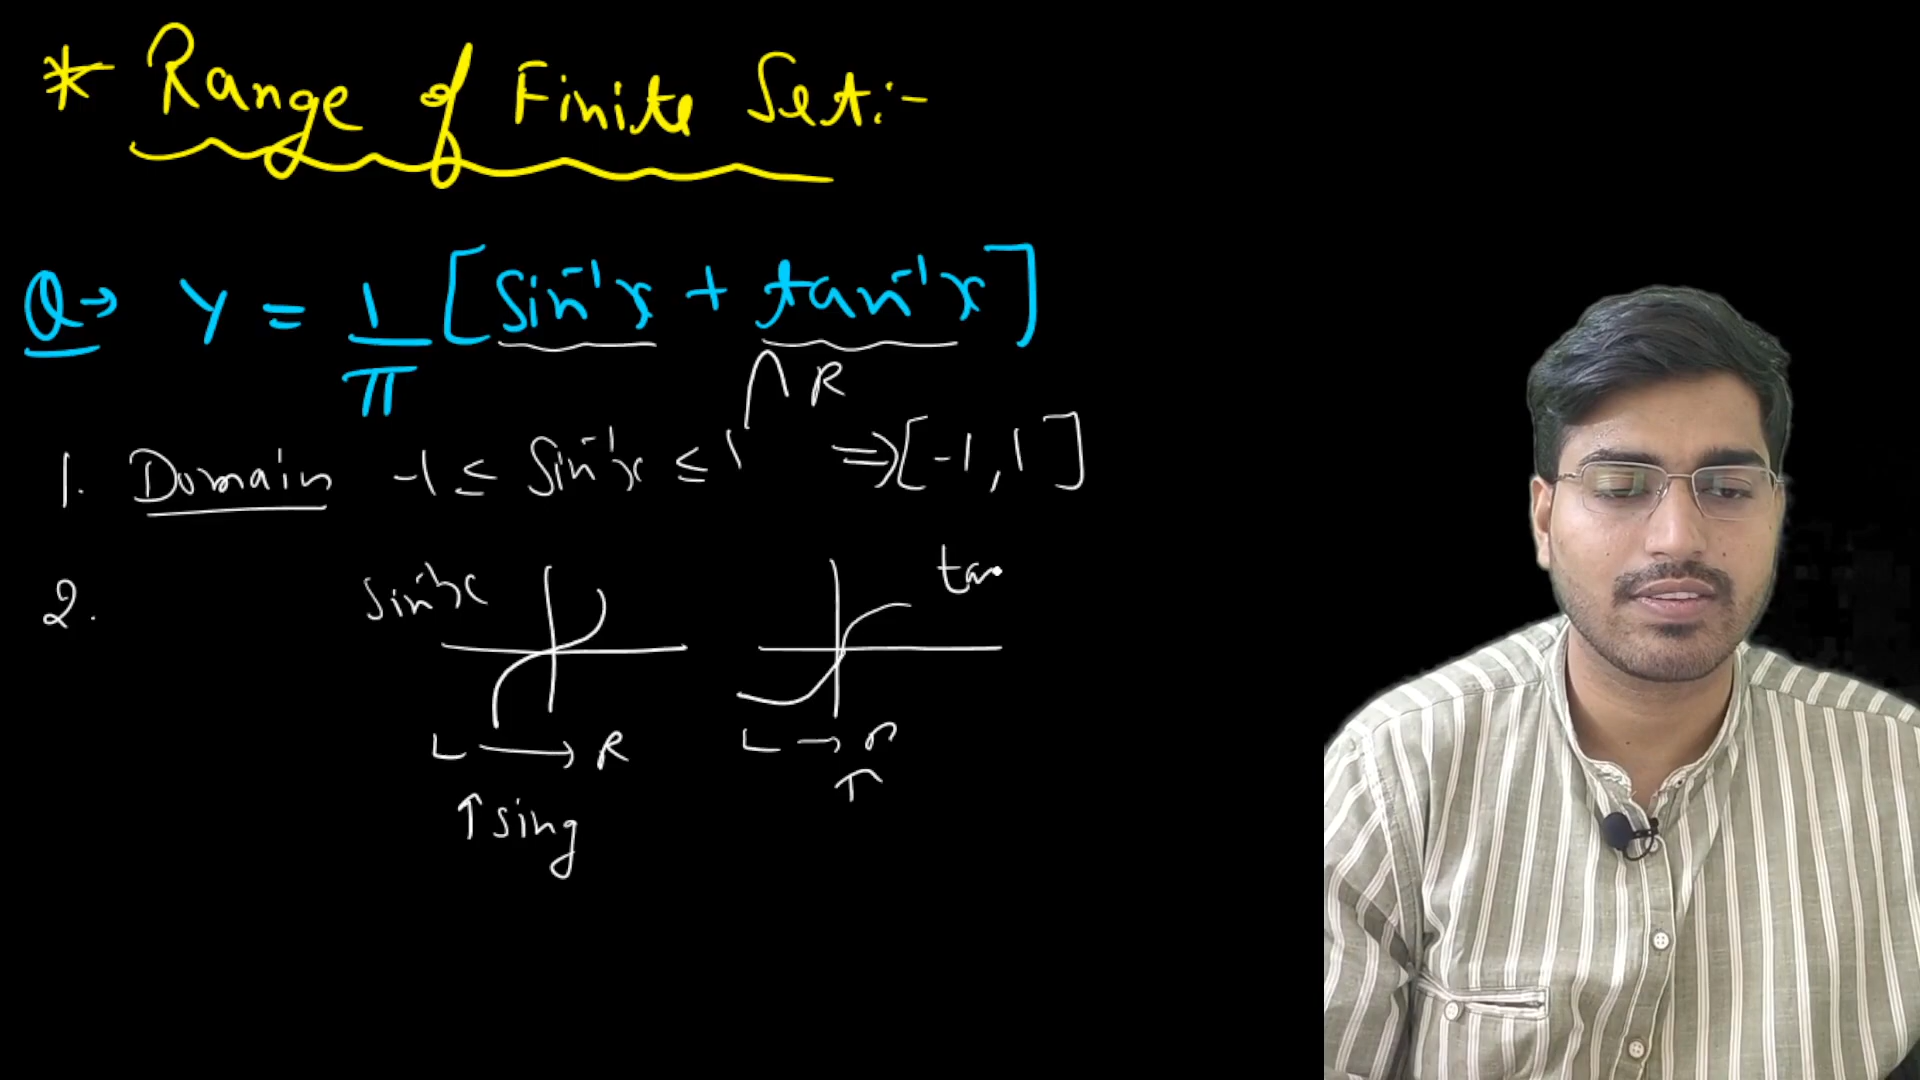 * Range of Finite Set:-
Q→ y = 1/π [sin⁻¹x + tan⁻¹x]
∩ R
1. Domain -1 ≤ sin⁻¹x ≤ 1 ⇒ [-1, 1]
2. sin⁻¹x tan
L → R L → R
↑sing ↑